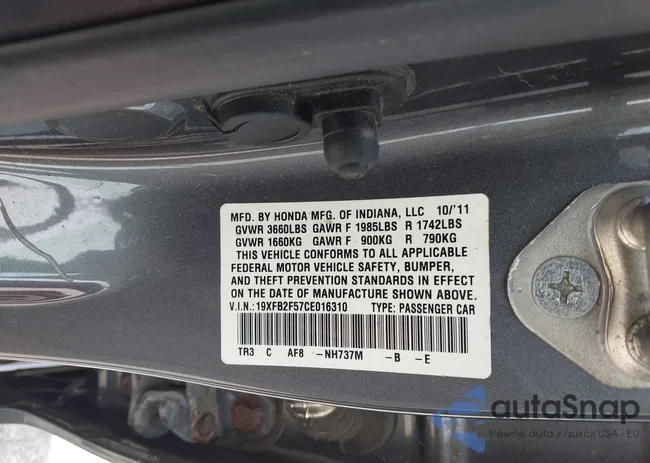 MFD. BY HONDA MFG. OF INDIANA, LLC 10/'11
GVWR 3660LBS GAWR F 1985LBS R 1742LBS
GVWR 1660KG GAWR F 900KG R 790KG
THIS VEHICLE CONFORMS TO ALL APPLICABLE
FEDERAL MOTOR VEHICLE SAFETY, BUMPER,
AND THEFT PREVENTION STANDARDS IN EFFECT
ON THE DATE OF MANUFACTURE SHOWN ABOVE.
V.I.N.: 19XFB2F57CE016310 TYPE: PASSENGER CAR
TR3 C AF8 -NH737M -B -E
autaSnap
Pewne auta z aukcji USA i EU